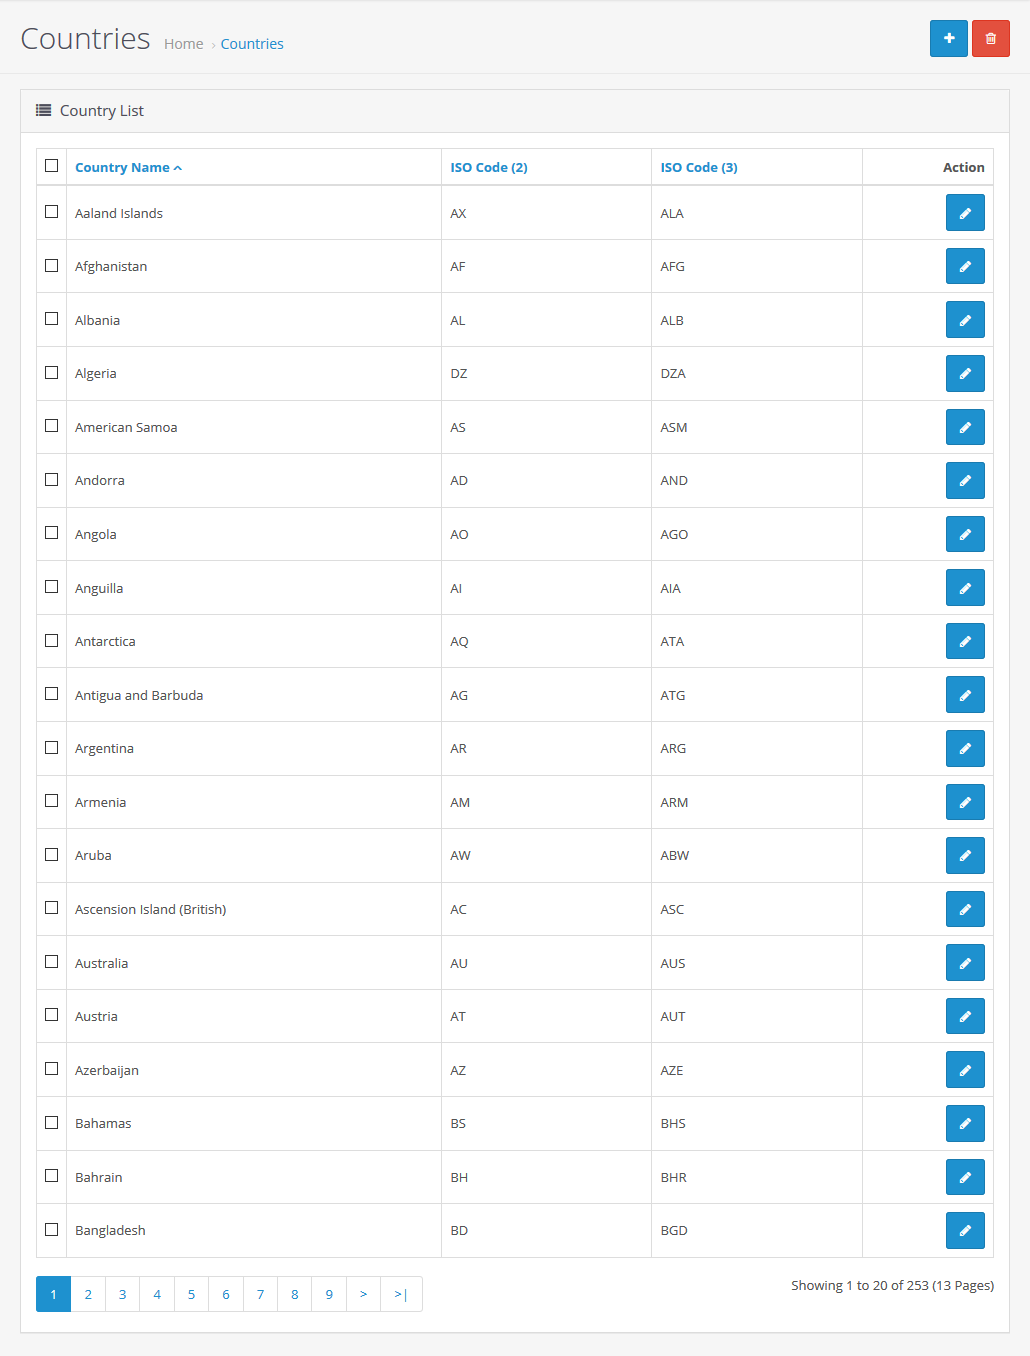 Countries Home › Countries
Country List
Country Name ISO Code (2) ISO Code (3) Action
Aaland Islands AX ALA
Afghanistan AF AFG
Albania AL ALB
Algeria DZ DZA
American Samoa AS ASM
Andorra AD AND
Angola AO AGO
Anguilla AI AIA
Antarctica AQ ATA
Antigua and Barbuda AG ATG
Argentina AR ARG
Armenia AM ARM
Aruba AW ABW
Ascension Island (British) AC ASC
Australia AU AUS
Austria AT AUT
Azerbaijan AZ AZE
Bahamas BS BHS
Bahrain BH BHR
Bangladesh BD BGD
1 2 3 4 5 6 7 8 9 > >| Showing 1 to 20 of 253 (13 Pages)